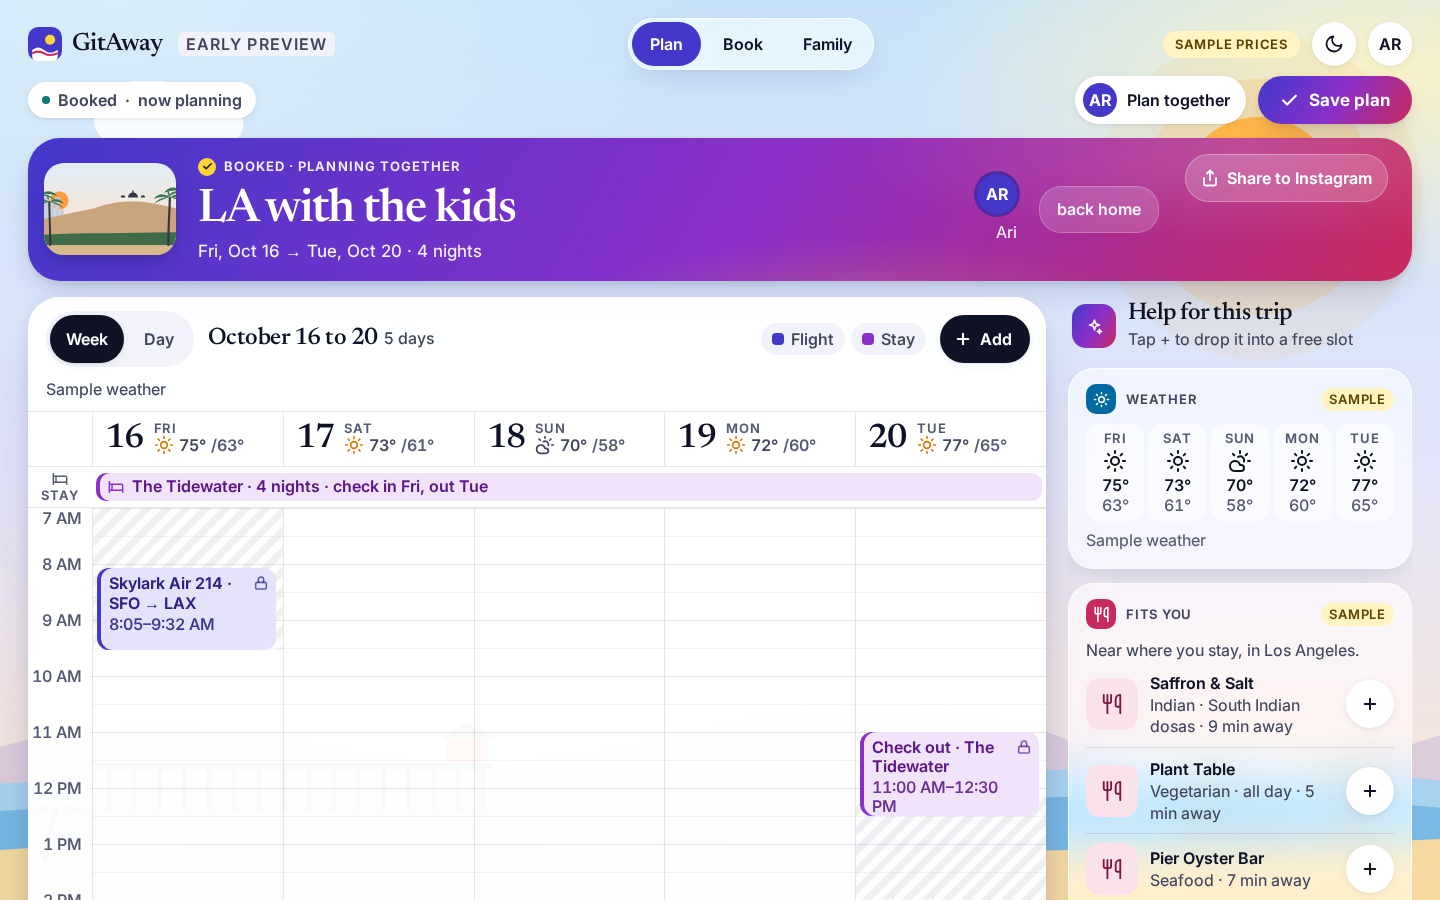 GitAway
EARLY PREVIEW
Plan
Book
Family
SAMPLE PRICES
AR
Booked · now planning
AR
Plan together
Save plan
BOOKED · PLANNING TOGETHER
LA with the kids
Fri, Oct 16 → Tue, Oct 20 · 4 nights
AR
Ari
back home
Share to Instagram
Week
Day
October 16 to 20
5 days
Flight
Stay
Add
Sample weather
16
FRI
75° /63°
17
SAT
73° /61°
18
SUN
70° /58°
19
MON
72° /60°
20
TUE
77° /65°
STAY
The Tidewater · 4 nights · check in Fri, out Tue
7 AM
8 AM
9 AM
10 AM
11 AM
12 PM
1 PM
2 PM
Skylark Air 214 ·
SFO → LAX
8:05–9:32 AM
Check out · The
Tidewater
11:00 AM–12:30
PM
Help for this trip
Tap + to drop it into a free slot
WEATHER
SAMPLE
FRI
SAT
SUN
MON
TUE
75°
73°
70°
72°
77°
63°
61°
58°
60°
65°
Sample weather
FITS YOU
SAMPLE
Near where you stay, in Los Angeles.
Saffron & Salt
Indian · South Indian
dosas · 9 min away
Plant Table
Vegetarian · all day · 5
min away
Pier Oyster Bar
Seafood · 7 min away